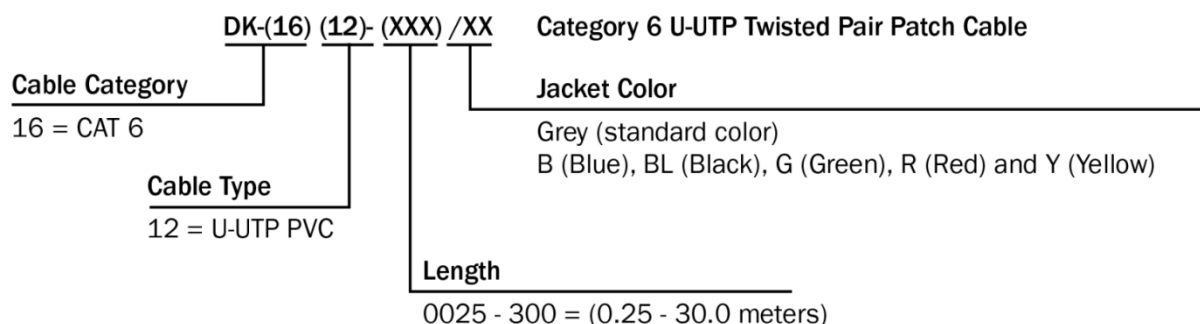 DK-(16) (12)- (XXX) /XX Category 6 U-UTP Twisted Pair Patch Cable
Cable Category
16 = CAT 6
Jacket Color
Grey (standard color)
B (Blue), BL (Black), G (Green), R (Red) and Y (Yellow)
Cable Type
12 = U-UTP PVC
Length
0025 - 300 = (0.25 - 30.0 meters)